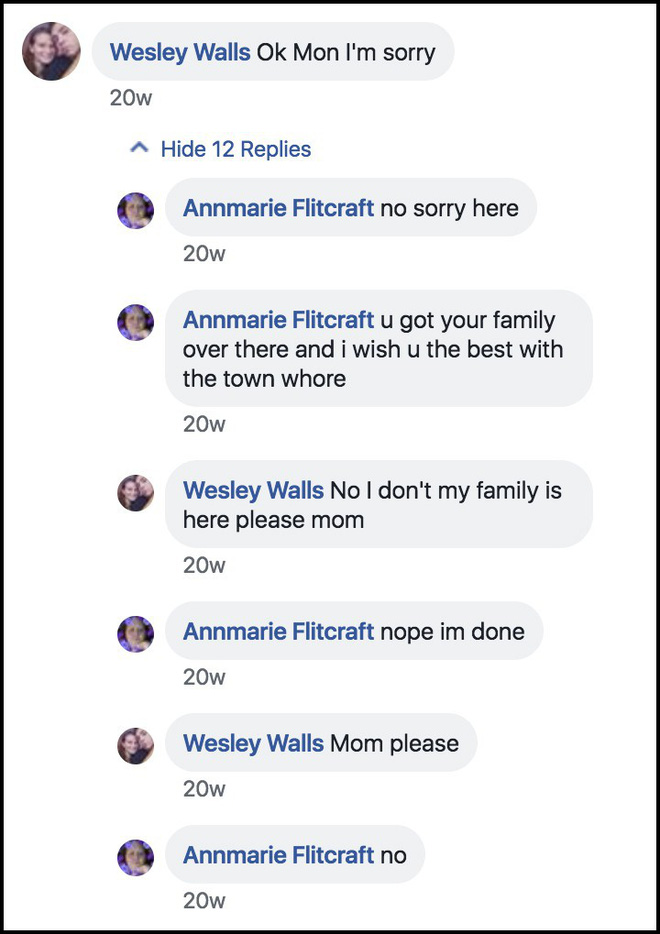 Wesley Walls Ok Mon I'm sorry
20w
Hide 12 Replies
Annmarie Flitcraft no sorry here
20w
Annmarie Flitcraft u got your family
over there and i wish u the best with
the town whore
20w
Wesley Walls No I don't my family is
here please mom
20w
Annmarie Flitcraft nope im done
20w
Wesley Walls Mom please
20w
Annmarie Flitcraft no
20w